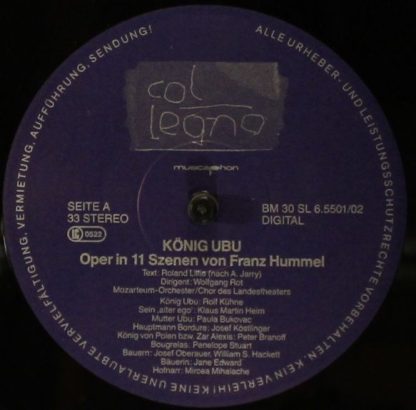 ALLE URHEBER- UND LEISTUNGSSCHUTZRECHTE VORBEHALTEN. KEIN VERLEIH! KEINE UNERLAUBTE VERVIELFÄLTIGUNG, VERMIETUNG, AUFFÜHRUNG, SENDUNG!
col
legno
musicaphon
SEITE A
33 STEREO
LC 0522
BM 30 SL 6.5501/02
DIGITAL
KÖNIG UBU
Oper in 11 Szenen von Franz Hummel
Text: Roland Lillie (nach A. Jarry)
Dirigent: Wolfgang Rot
Mozarteum-Orchester/Chor des Landestheaters
König Ubu: Rolf Kühne
Sein „alter ego“: Klaus Martin Heim
Mutter Ubu: Paula Bukovac
Hauptmann Bordure: Josef Köstlinger
König von Polen bzw. Zar Alexis: Peter Branoff
Bougrelas: Penelope Stuart
Bauern: Josef Oberauer, William S. Hackett
Bäuerin: Jane Edward
Hofnarr: Mircea Mihalache